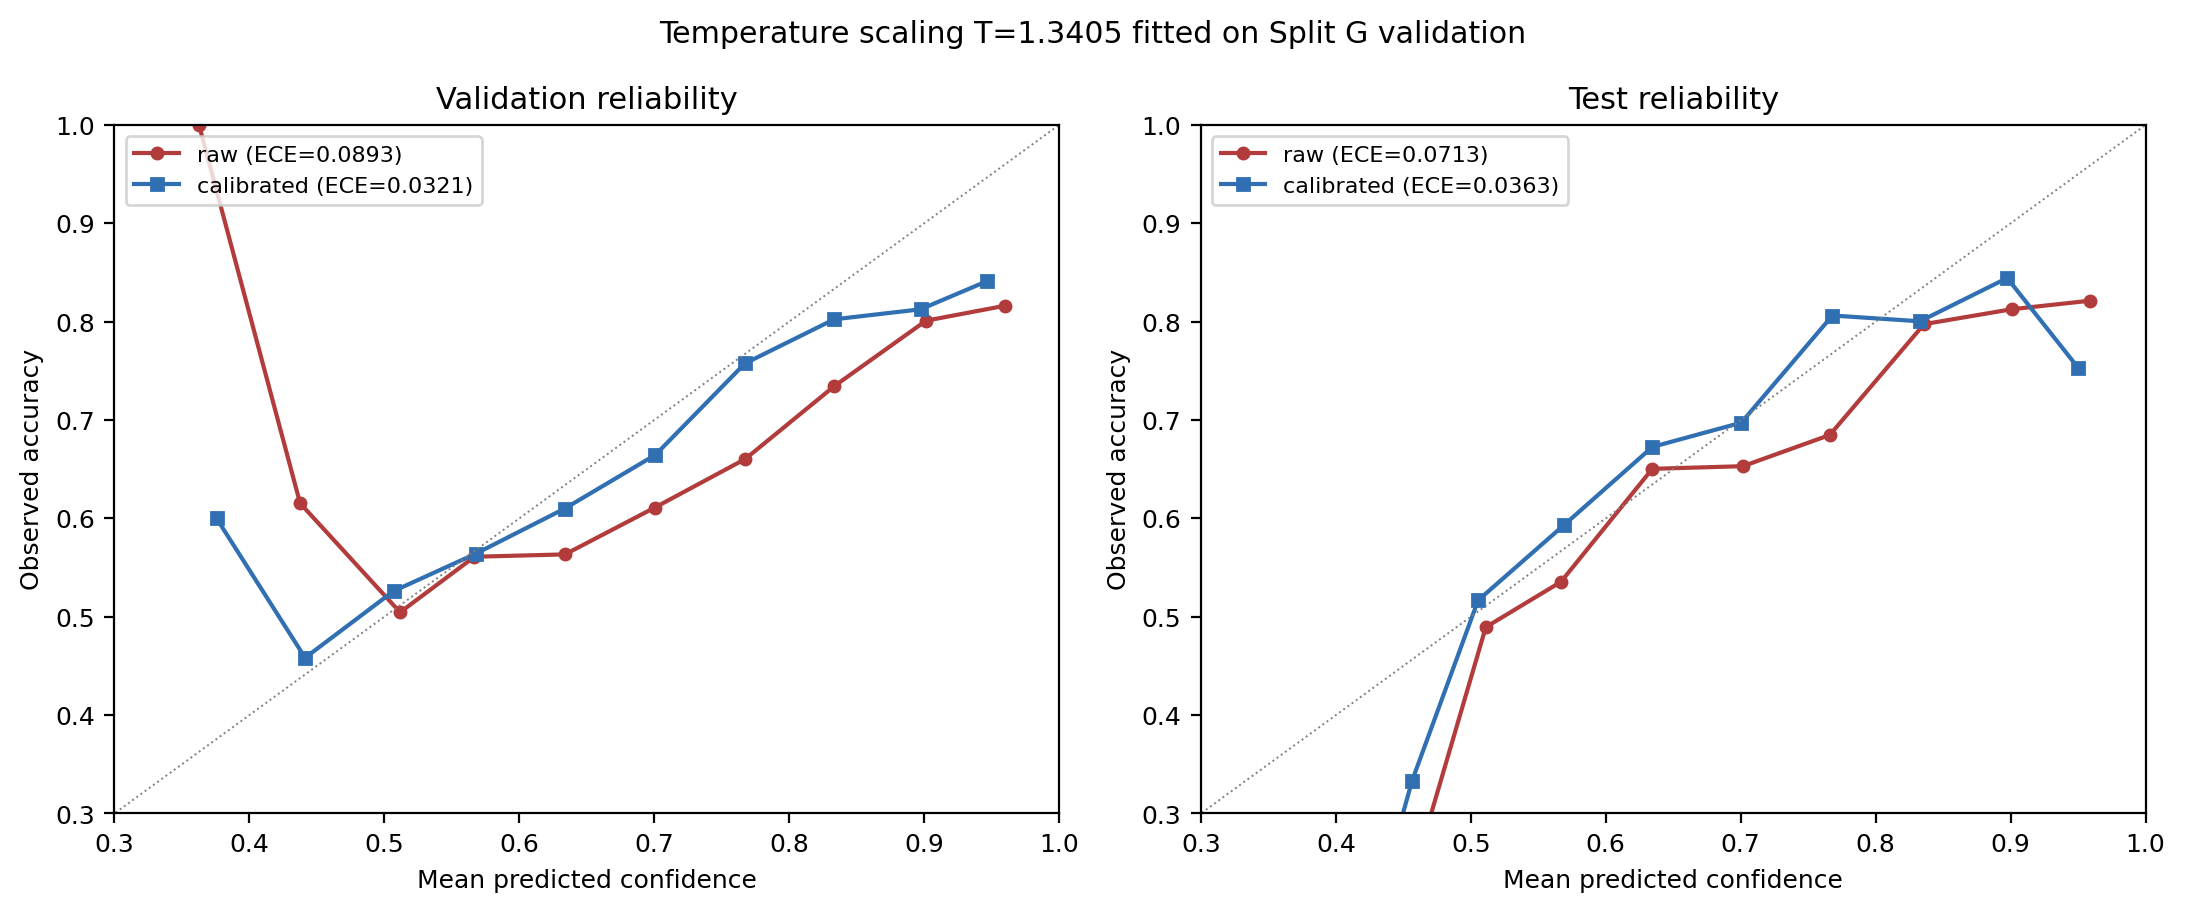 Temperature scaling T=1.3405 fitted on Split G validation
Validation reliability
raw (ECE=0.0893)
calibrated (ECE=0.0321)
1.0
0.9
0.8
0.7
0.6
0.5
0.4
0.3
Observed accuracy
0.3 0.4 0.5 0.6 0.7 0.8 0.9 1.0
Mean predicted confidence
Test reliability
raw (ECE=0.0713)
calibrated (ECE=0.0363)
1.0
0.9
0.8
0.7
0.6
0.5
0.4
0.3
Observed accuracy
0.3 0.4 0.5 0.6 0.7 0.8 0.9 1.0
Mean predicted confidence